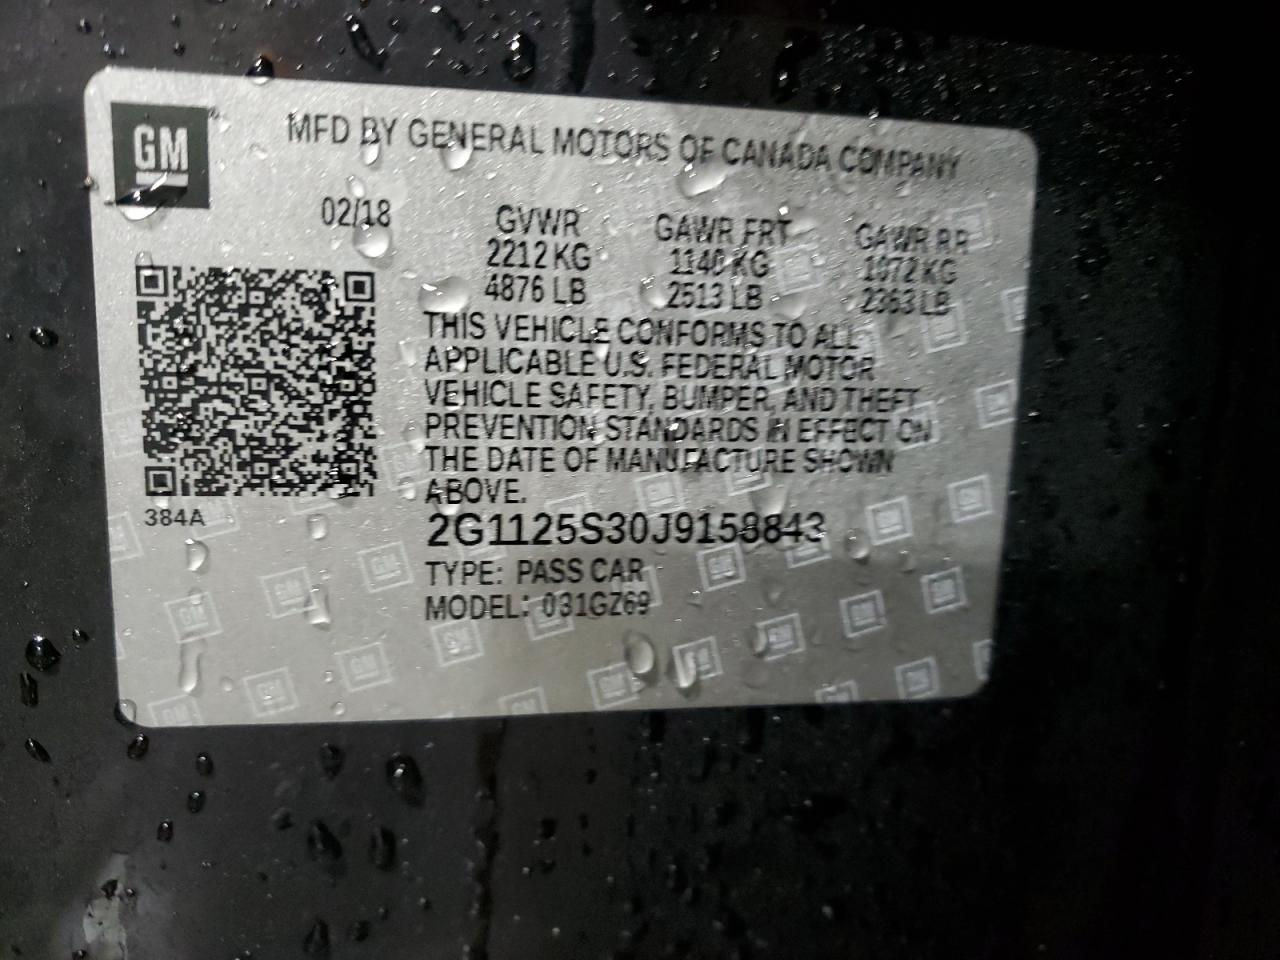 GM
MFD BY GENERAL MOTORS OF CANADA COMPANY
02/18
GVWR GAWR FRT GAWR RR
2212 KG 1140 KG 1072 KG
4876 LB 2513 LB 2363 LB
THIS VEHICLE CONFORMS TO ALL
APPLICABLE U.S. FEDERAL MOTOR
VEHICLE SAFETY, BUMPER, AND THEFT
PREVENTION STANDARDS IN EFFECT ON
THE DATE OF MANUFACTURE SHOWN
ABOVE.
384A
2G1125S30J9158843
TYPE: PASS CAR
MODEL: 031GZ69